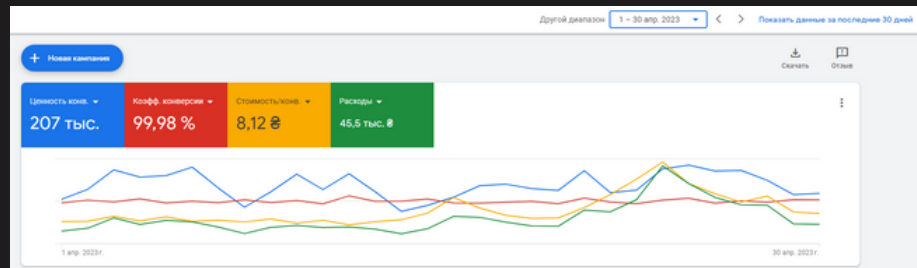 Другой диапазон 1 – 30 апр. 2023 Показать данные за последние 30 дней
Новая кампания
Скачать Отзыв
Ценность конв. Коэфф. конверсии Стоимость/конв. Расходы
207 тыс. 99,98 % 8,12 ₴ 45,5 тыс. ₴
1 апр. 2023 г. 30 апр. 2023 г.